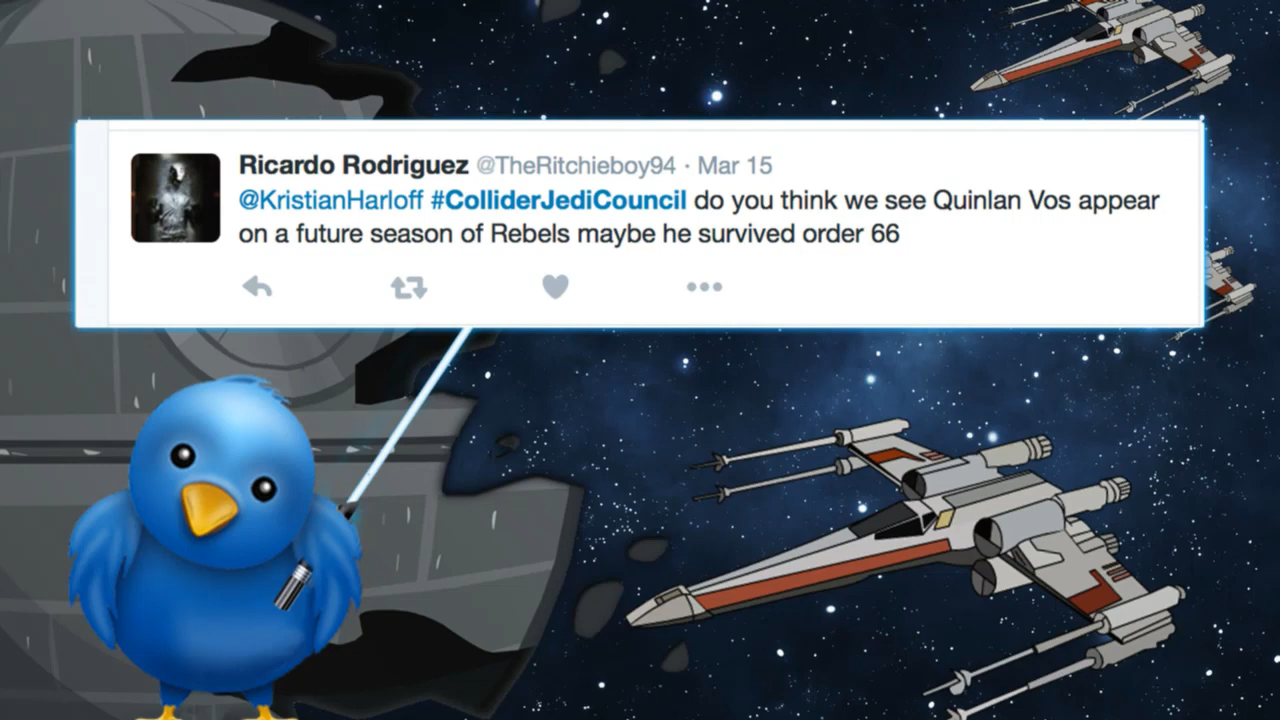 Ricardo Rodriguez @TheRitchieboy94 · Mar 15
@KristianHarloff #ColliderJediCouncil do you think we see Quinlan Vos appear
on a future season of Rebels maybe he survived order 66